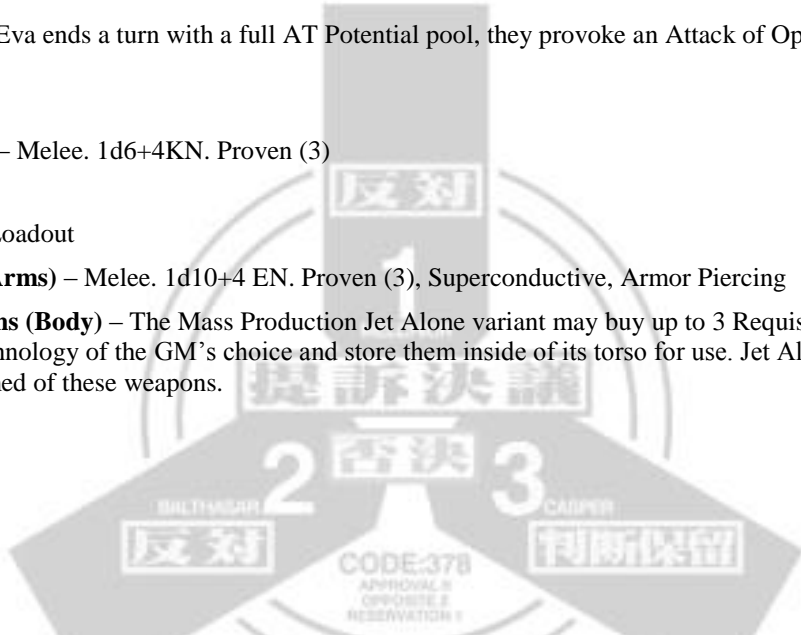 Eva ends a turn with a full AT Potential pool, they provoke an Attack of Op
– Melee. 1d6+4KN. Proven (3)
反対
Loadout
1
Arms) – Melee. 1d10+4 EN. Proven (3), Superconductive, Armor Piercing
ns (Body) – The Mass Production Jet Alone variant may buy up to 3 Requis
hnology of the GM's choice and store them inside of its torso for use. Jet Al
ned of these weapons.
提訴決議
否決
2
3
BALTHASAR
CASPER
反対
判断保留
CODE:378
APPROVAL:0
OPPOSITE:2
RESERVATION:1